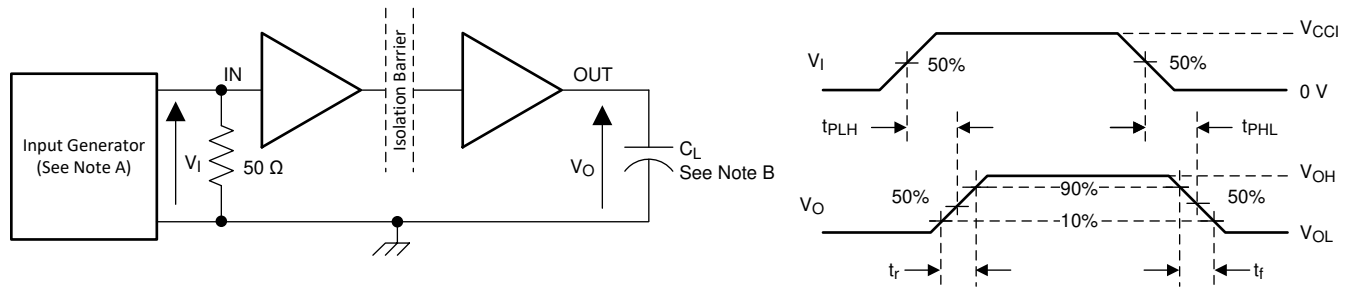 Input Generator
(See Note A)
V_I
IN
50 Ω
Isolation Barrier
OUT
V_O
C_L
See Note B
V_I
50%
50%
V_CCI
0 V
t_PLH
t_PHL
V_O
50%
90%
50%
10%
V_OH
V_OL
t_r
t_f